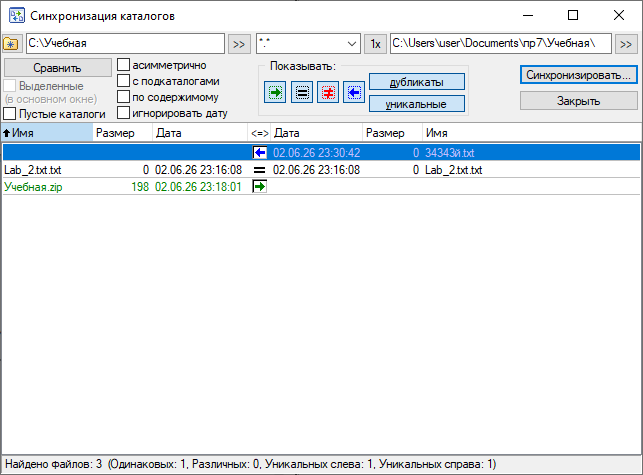 Синхронизация каталогов
C:\Учебная >> *.* 1x C:\Users\user\Documents\пр7\Учебная\ >>
Сравнить
Выделенные
(в основном окне)
Пустые каталоги
асимметрично
с подкаталогами
по содержимому
игнорировать дату
Показывать:
дубликаты
уникальные
Синхронизировать...
Закрыть
Имя Размер Дата <=> Дата Размер Имя
02.06.26 23:30:42 0 34343й.txt
Lab_2.txt.txt 0 02.06.26 23:16:08 = 02.06.26 23:16:08 0 Lab_2.txt.txt
Учебная.zip 198 02.06.26 23:18:01
Найдено файлов: 3 (Одинаковых: 1, Различных: 0, Уникальных слева: 1, Уникальных справа: 1)